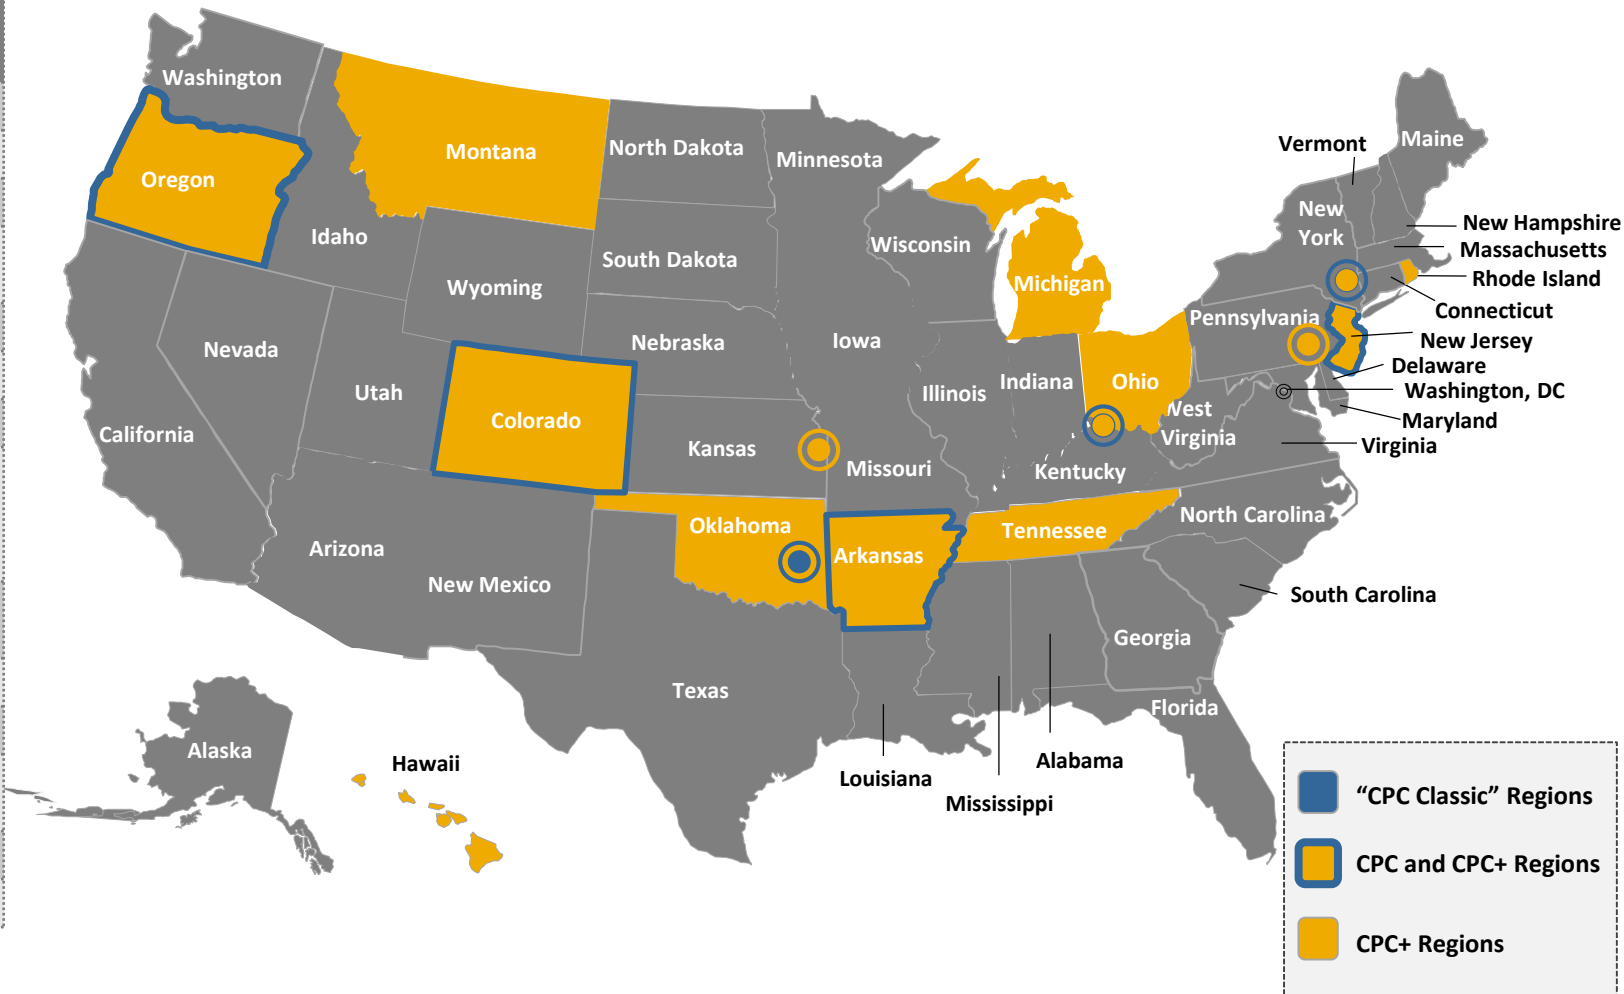 Washington
Montana
North Dakota
Minnesota
Vermont
Maine
Oregon
Idaho
Wisconsin
New
York
New Hampshire
Massachusetts
South Dakota
Wyoming
Michigan
Rhode Island
Connecticut
Pennsylvania
New Jersey
Nevada
Nebraska
Iowa
Delaware
Utah
Illinois
Indiana
Ohio
Washington, DC
California
Colorado
Kansas
Missouri
Kentucky
West
Virginia
Maryland
Virginia
Arizona
New Mexico
Oklahoma
Arkansas
Tennessee
North Carolina
South Carolina
Georgia
Texas
Florida
Alaska
Hawaii
Louisiana
Mississippi
Alabama
“CPC Classic” Regions
CPC and CPC+ Regions
CPC+ Regions